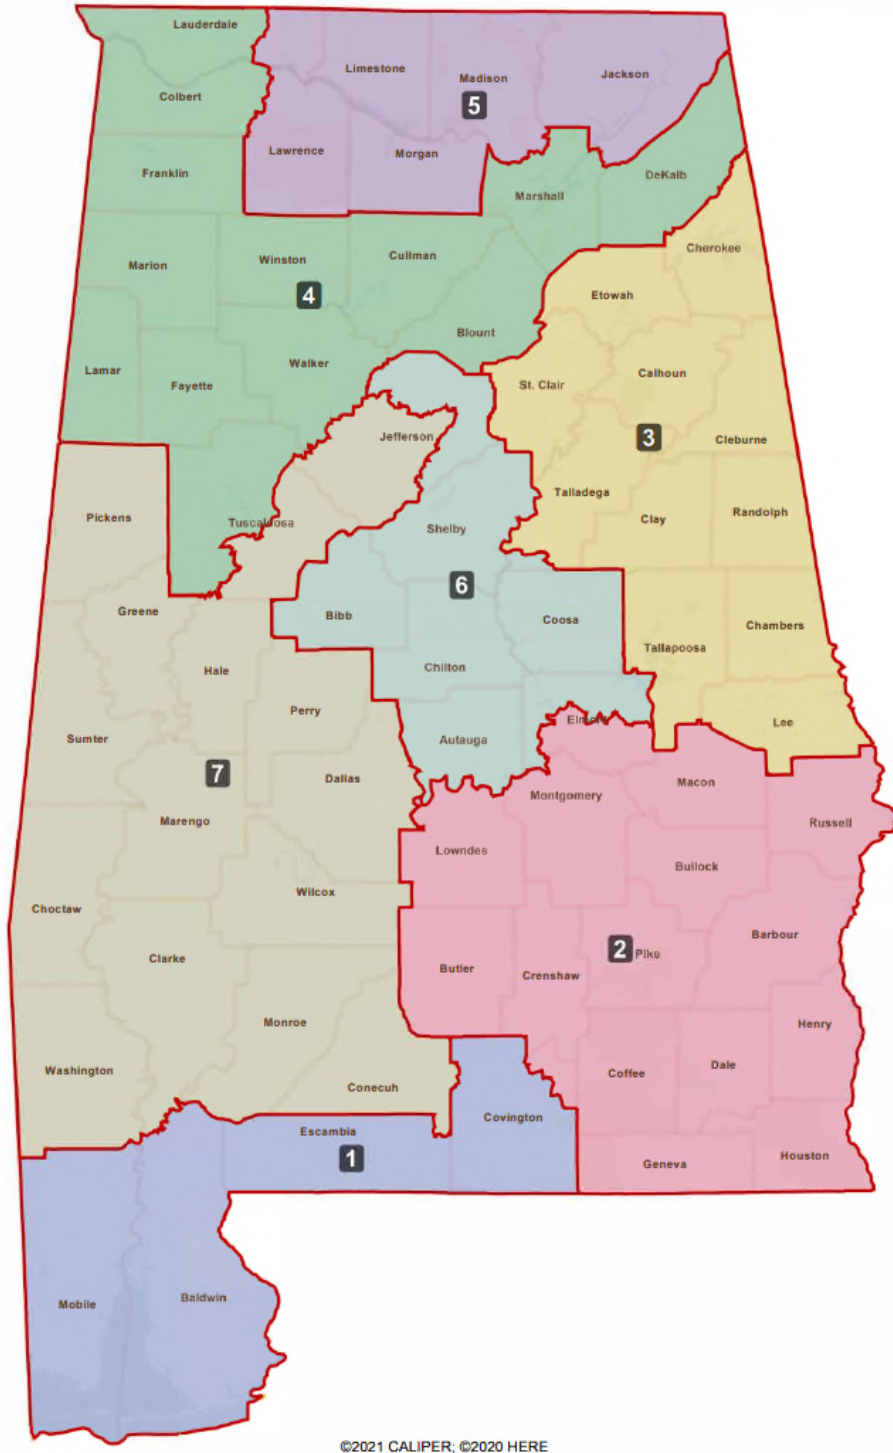 Lauderdale
Limestone
Madison
Jackson
Colbert
5
Lawrence
Morgan
Franklin
DeKalb
Marshall
Cherokee
Marion
Winston
Cullman
4
Etowah
Blount
Lamar
Fayette
Walker
St. Clair
Calhoun
Jefferson
3
Cleburne
Talladega
Pickens
Tuscaloosa
Shelby
Clay
Randolph
6
Greene
Bibb
Coosa
Chambers
Tallapoosa
Hale
Chilton
Perry
Sumter
Autauga
Elmore
Lee
7
Dallas
Montgomery
Macon
Marengo
Russell
Lowndes
Bullock
Wilcox
Choctaw
Clarke
Butler
Crenshaw
2
Pike
Barbour
Monroe
Henry
Washington
Conecuh
Coffee
Dale
Covington
Escambia
1
Geneva
Houston
Mobile
Baldwin
©2021 CALIPER; ©2020 HERE